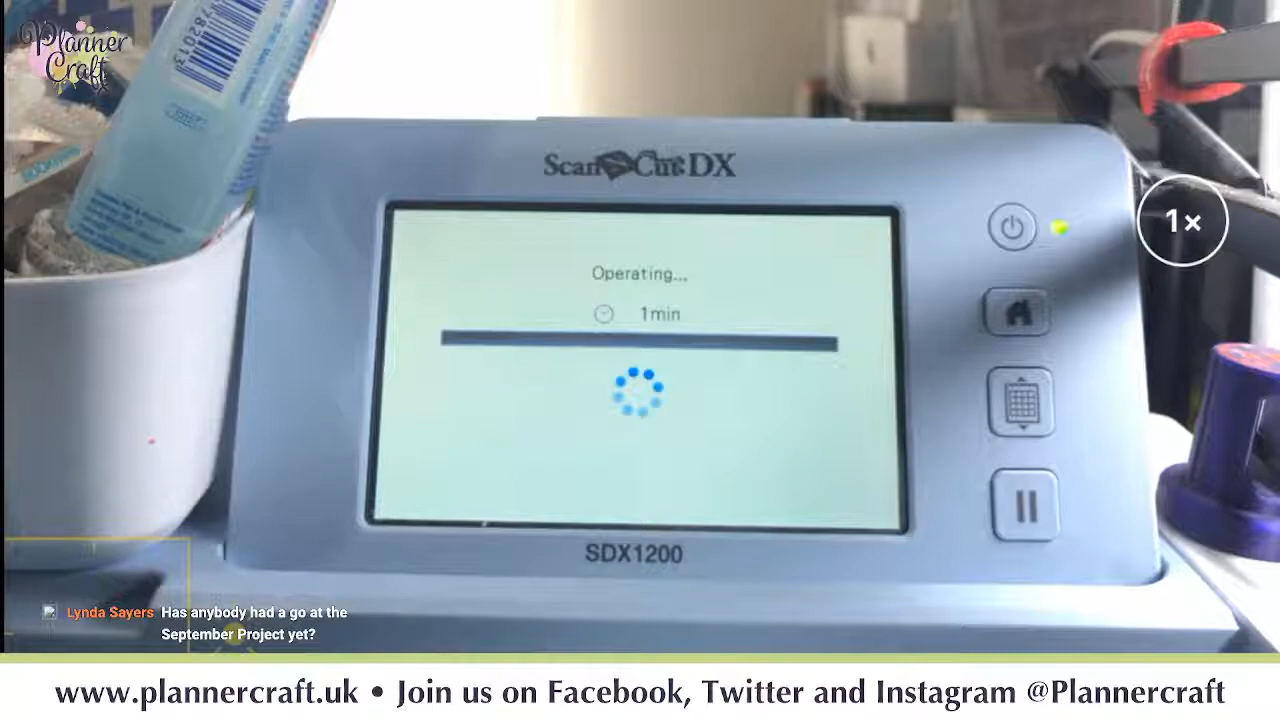 Planner
Craft
782013
ScanNCut DX
1×
Operating...
1min
SDX1200
Lynda Sayers Has anybody had a go at the
September Project yet?
www.plannercraft.uk • Join us on Facebook, Twitter and Instagram @Plannercraft